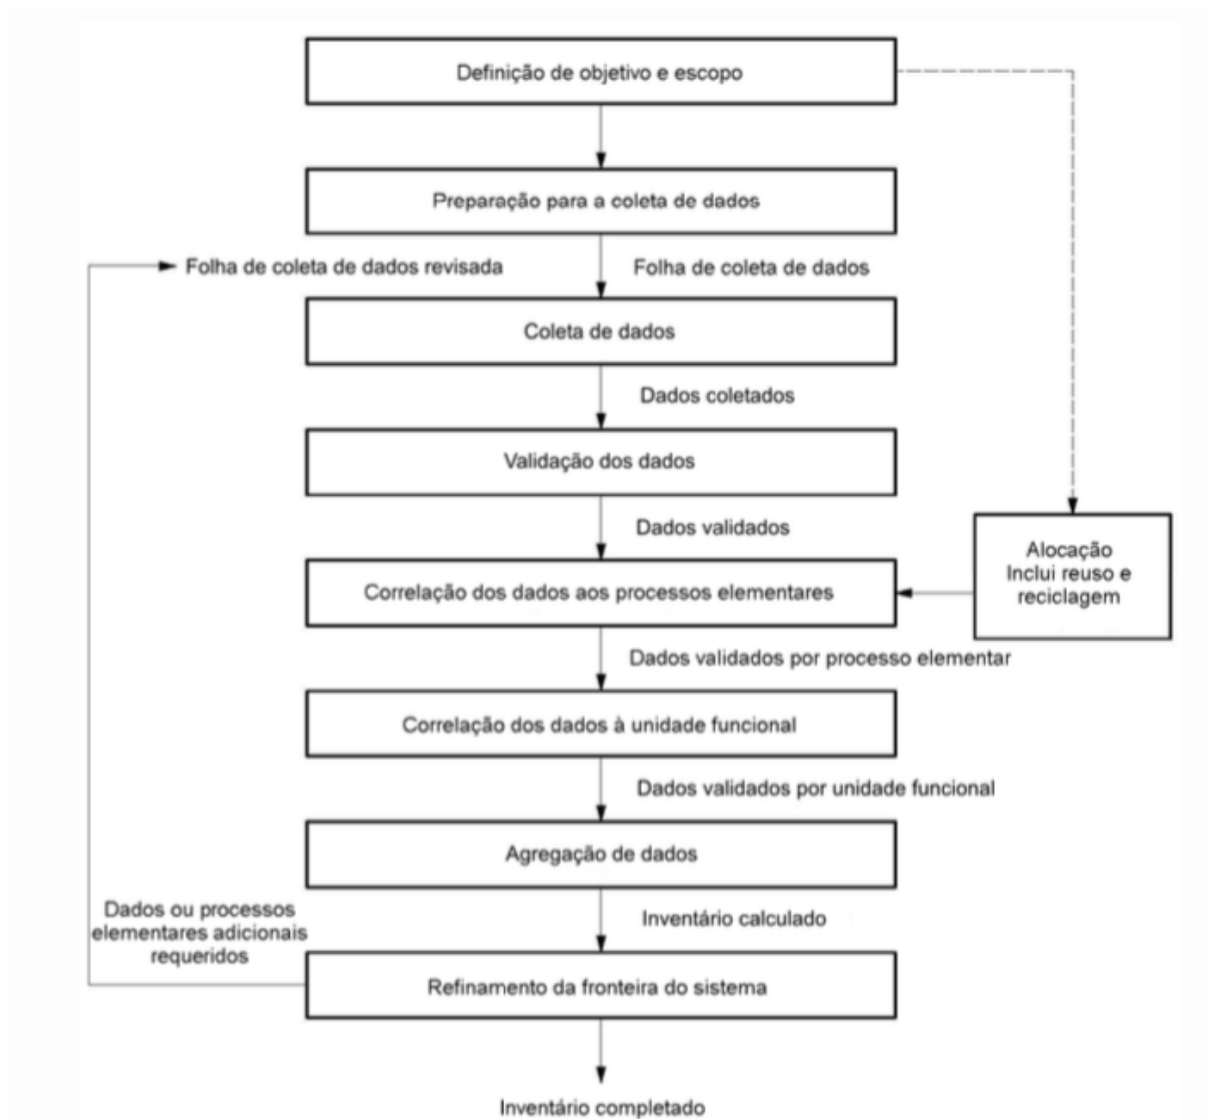 Definição de objetivo e escopo
Preparação para a coleta de dados
Folha de coleta de dados revisada
Folha de coleta de dados
Coleta de dados
Dados coletados
Validação dos dados
Dados validados
Alocação
Inclui reuso e
reciclagem
Correlação dos dados aos processos elementares
Dados validados por processo elementar
Correlação dos dados à unidade funcional
Dados validados por unidade funcional
Agregação de dados
Dados ou processos
elementares adicionais
requeridos
Inventário calculado
Refinamento da fronteira do sistema
Inventário completado